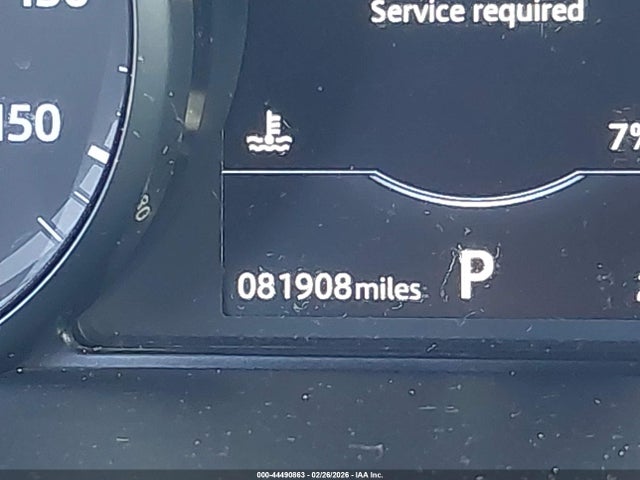 Service required
150
7%
081908miles
P
000-44490863 - 02/26/2026 - IAA Inc.